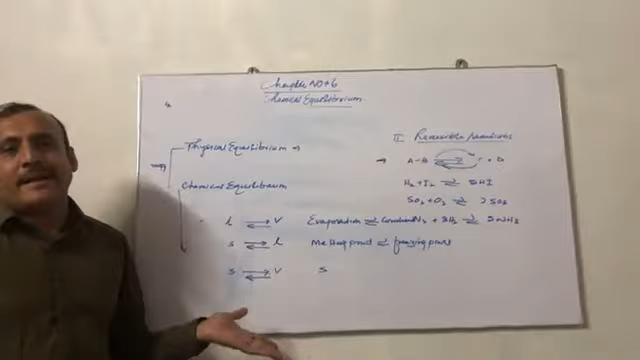 Chapter NO # 6
Chemical Equilibrium
Physical Equilibrium →
Chemical Equilibrium
l ⇌ V Evaporation ⇌
s ⇌ l Melting point ⇌ freezing point
s ⇌ V S
II Reversible Reactions
→ A-B ⇌
H₂ + I₂ ⇌ 2HI
SO₂ + O₂ ⇌ 2SO₃
N₂ + 3H₂ ⇌ 2NH₃